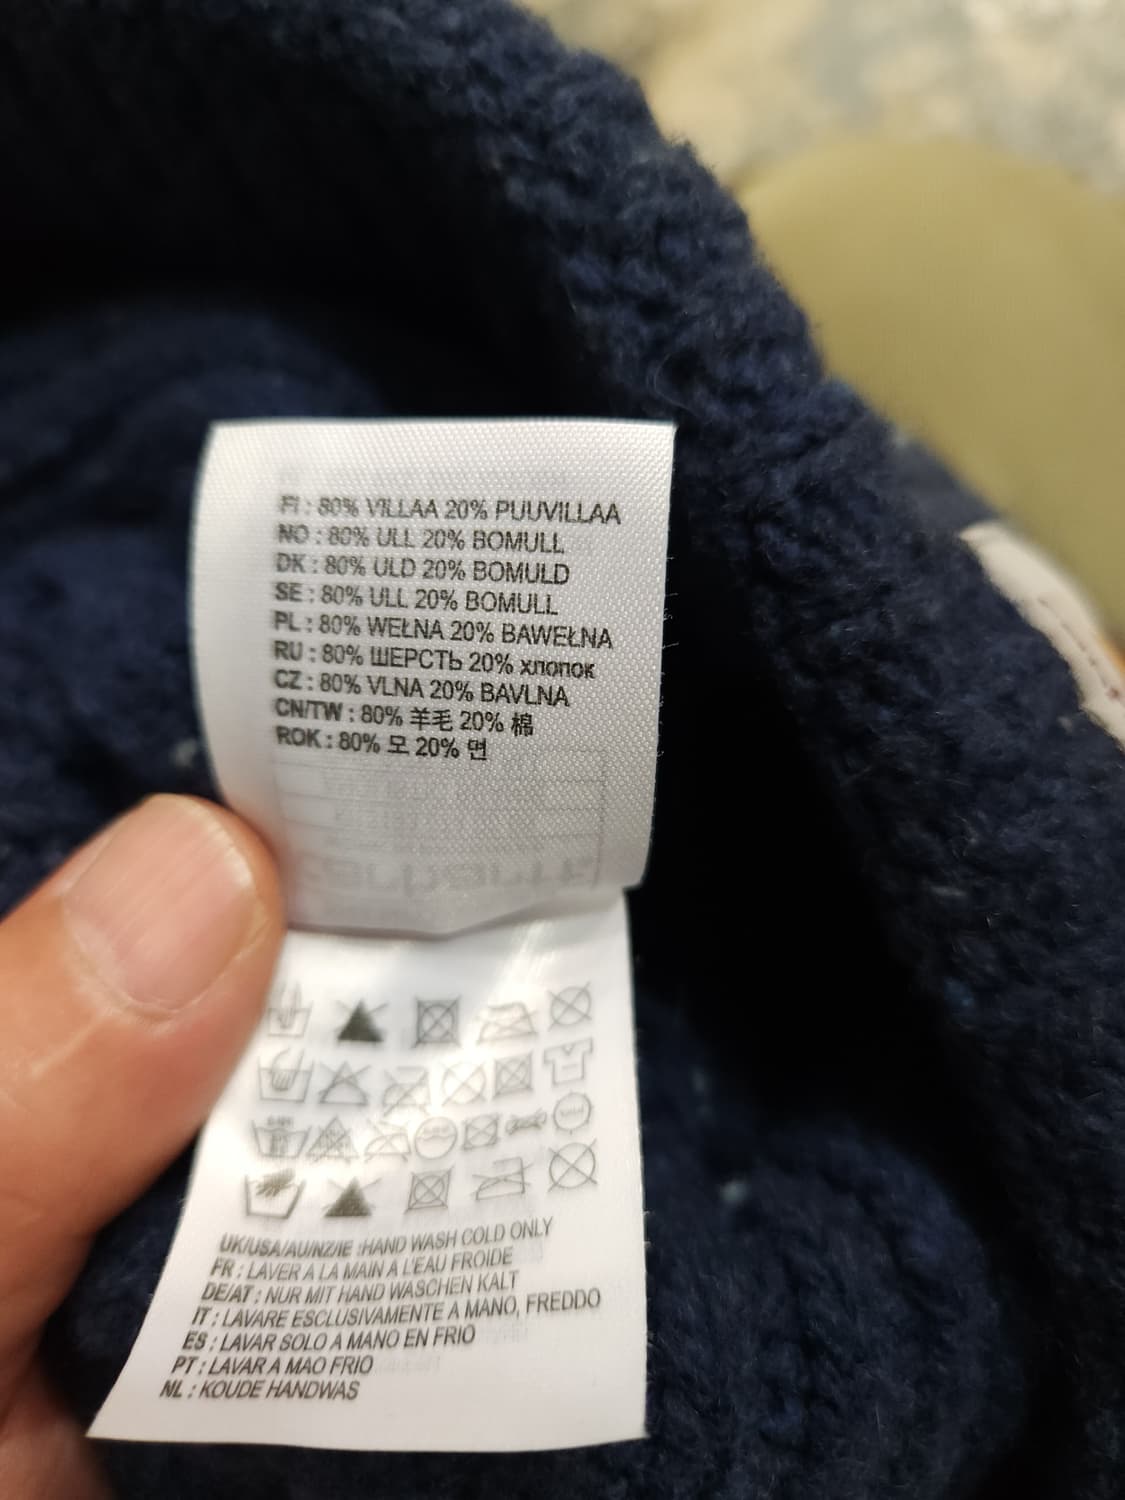 FI : 80% VILLAA 20% PUUVILLAA
NO : 80% ULL 20% BOMULL
DK : 80% ULD 20% BOMULD
SE : 80% ULL 20% BOMULL
PL : 80% WEŁNA 20% BAWEŁNA
RU : 80% ШЕРСТЬ 20% хлопок
CZ : 80% VLNA 20% BAVLNA
CN/TW : 80% 羊毛 20% 棉
ROK : 80% 모 20% 면
UK/USA/AU/NZ/IE :HAND WASH COLD ONLY
FR : LAVER A LA MAIN A L'EAU FROIDE
DE/AT : NUR MIT HAND WASCHEN KALT
IT : LAVARE ESCLUSIVAMENTE A MANO, FREDDO
ES : LAVAR SOLO A MANO EN FRIO
PT : LAVAR A MAO FRIO
NL : KOUDE HANDWAS